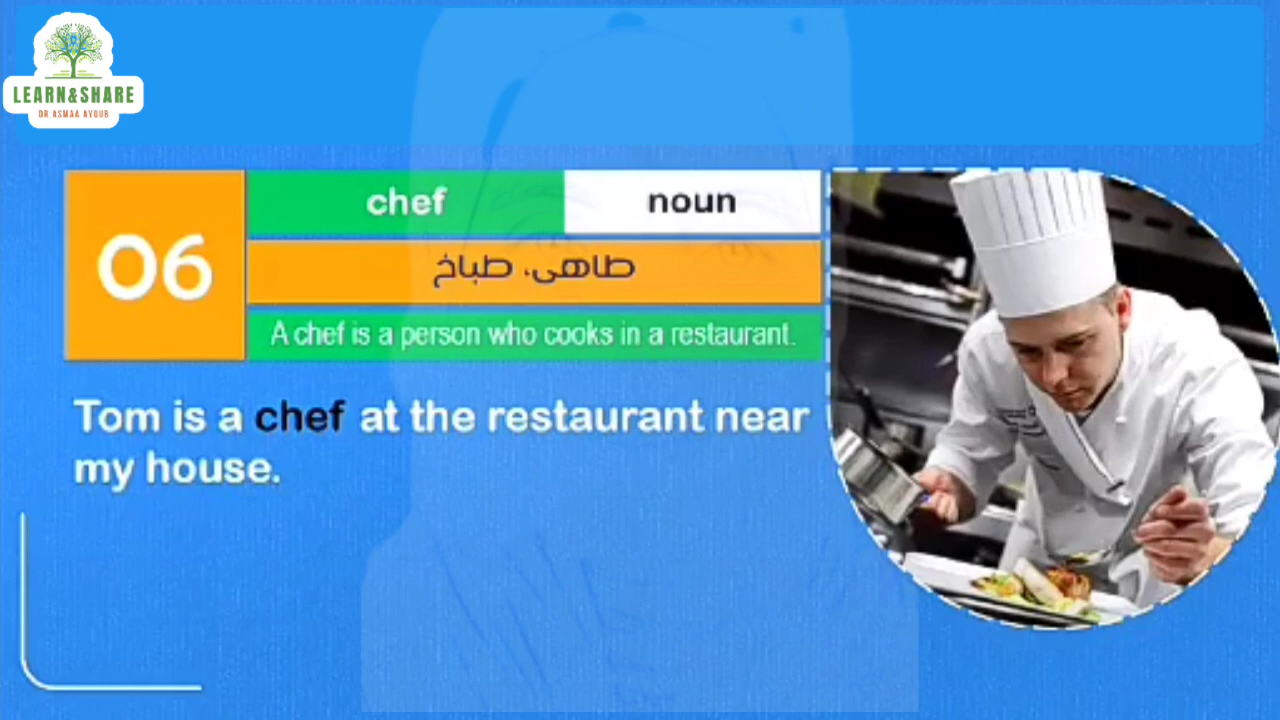 LEARN&SHARE
DR ASMAA AYOUB
06
chef
noun
طاهى، طباخ
A chef is a person who cooks in a restaurant.
Tom is a chef at the restaurant near
my house.